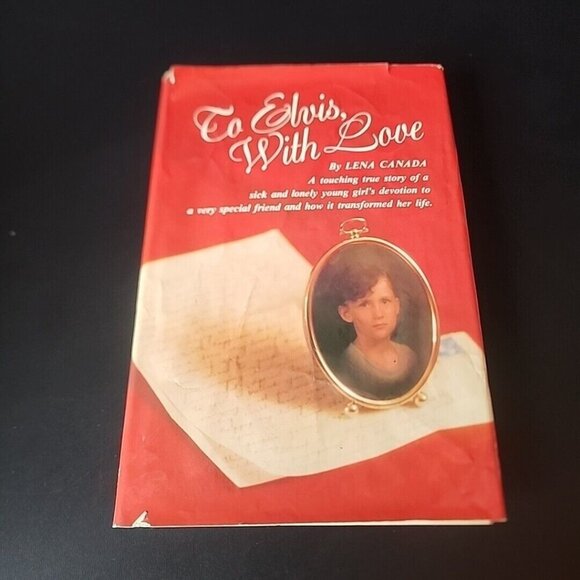 To Elvis,
With Love
By LENA CANADA
A touching true story of a
sick and lonely young girl's devotion to
a very special friend and how it transformed her life.